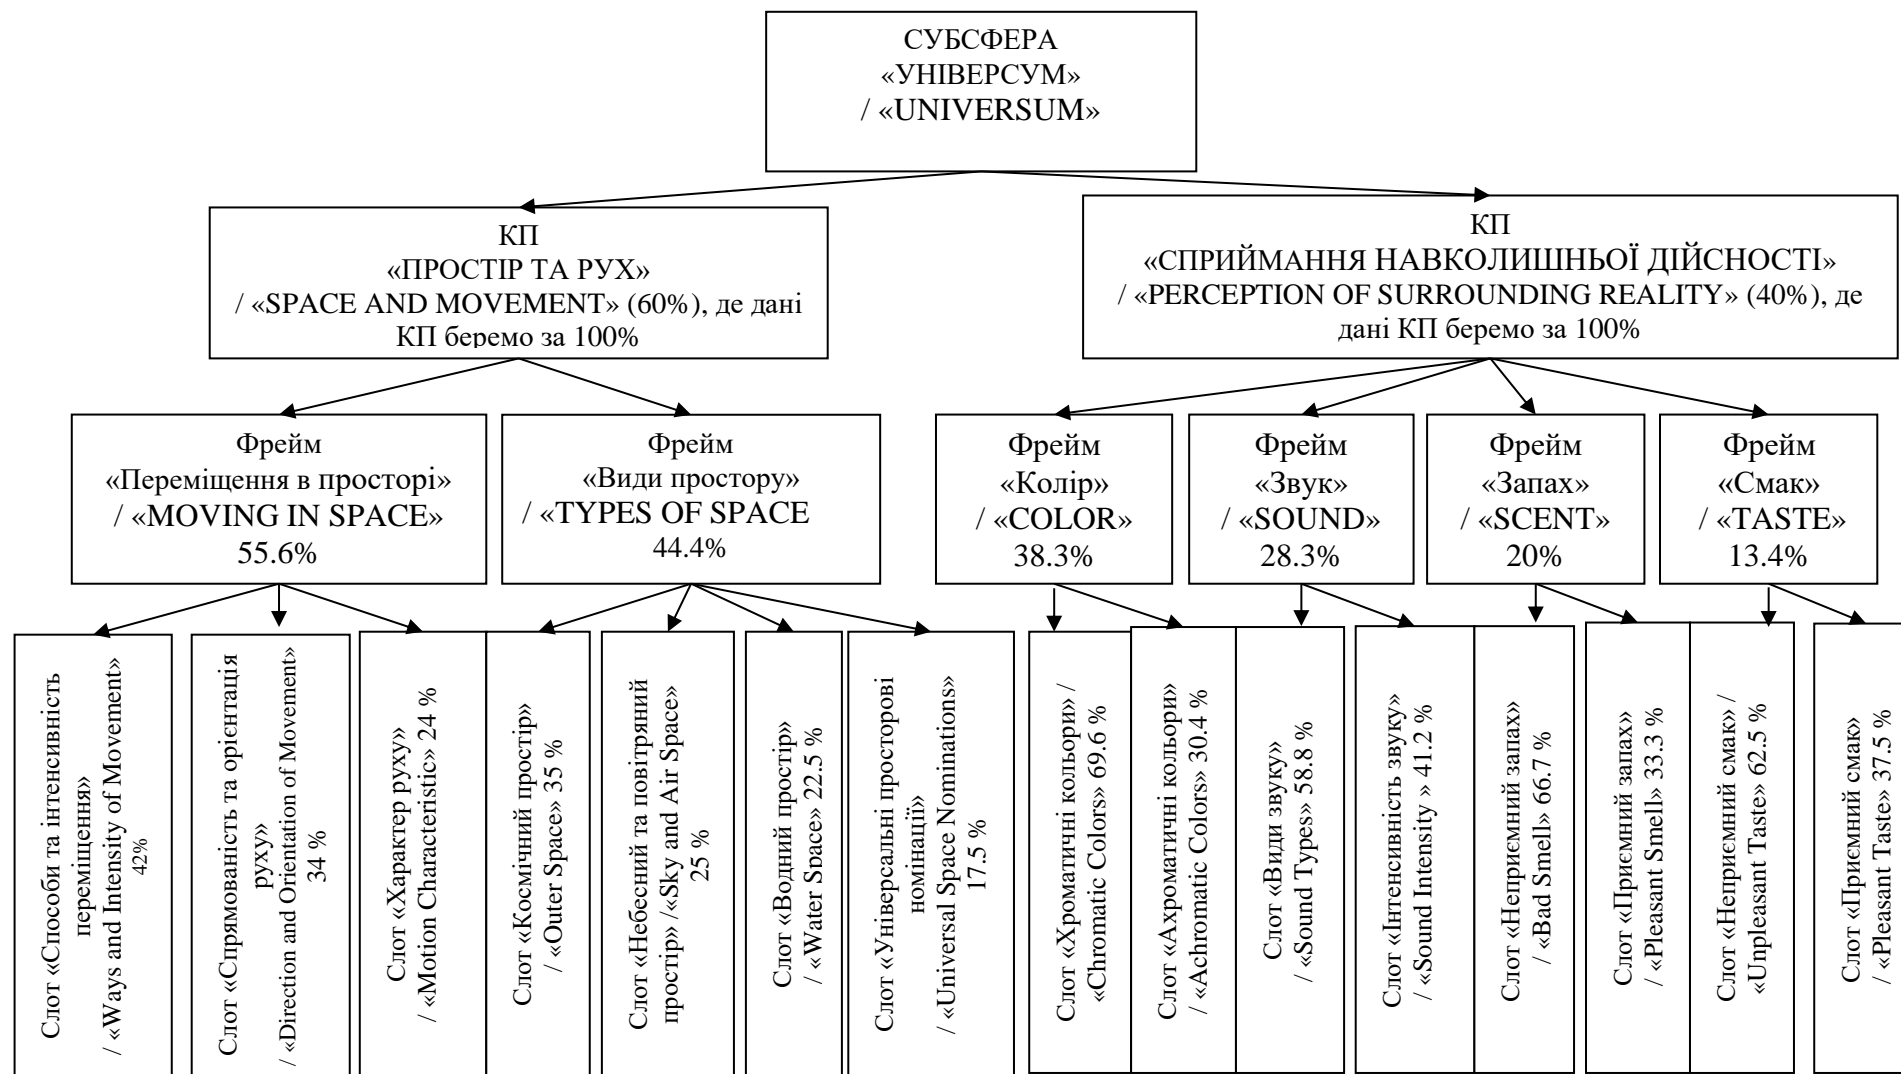 СУБСФЕРА
«УНІВЕРСУМ»
/ «UNIVERSUM»
КП
«ПРОСТІР ТА РУХ»
/ «SPACE AND MOVEMENT» (60%), де дані
КП беремо за 100%
КП
«СПРИЙМАННЯ НАВКОЛИШНЬОЇ ДІЙСНОСТІ»
/ «PERCEPTION OF SURROUNDING REALITY» (40%), де
дані КП беремо за 100%
Фрейм
«Переміщення в просторі»
/ «MOVING IN SPACE»
55.6%
Фрейм
«Види простору»
/ «TYPES OF SPACE
44.4%
Фрейм
«Колір»
/ «COLOR»
38.3%
Фрейм
«Звук»
/ «SOUND»
28.3%
Фрейм
«Запах»
/ «SCENT»
20%
Фрейм
«Смак»
/ «TASTE»
13.4%
Слот «Способи та інтенсивність
переміщення»
/ «Ways and Intensity of Movement»
42%
Слот «Спрямованість та орієнтація
руху»
/ «Direction and Orientation of Movement»
34 %
Слот «Характер руху»
/ «Motion Characteristic» 24 %
Слот «Космічний простір»
/ «Outer Space» 35 %
Слот «Небесний та повітряний
простір» /«Sky and Air Space»
25 %
Слот «Водний простір»
/ «Water Space» 22.5 %
Слот «Універсальні просторові
номінації»
/ «Universal Space Nominations»
17.5 %
Слот «Хроматичні кольори» /
«Chromatic Colors» 69.6 %
Слот «Ахроматичні кольори»
/ «Achromatic Colors» 30.4 %
Слот «Види звуку»
/ «Sound Types» 58.8 %
Слот «Інтенсивність звуку»
/ «Sound Intensity » 41.2 %
Слот «Неприємний запах»
/ «Bad Smell» 66.7 %
Слот «Приємний запах»
/ «Pleasant Smell» 33.3 %
Слот «Неприємний смак» /
«Unpleasant Taste» 62.5 %
Слот «Приємний смак»
/ «Pleasant Taste» 37.5 %